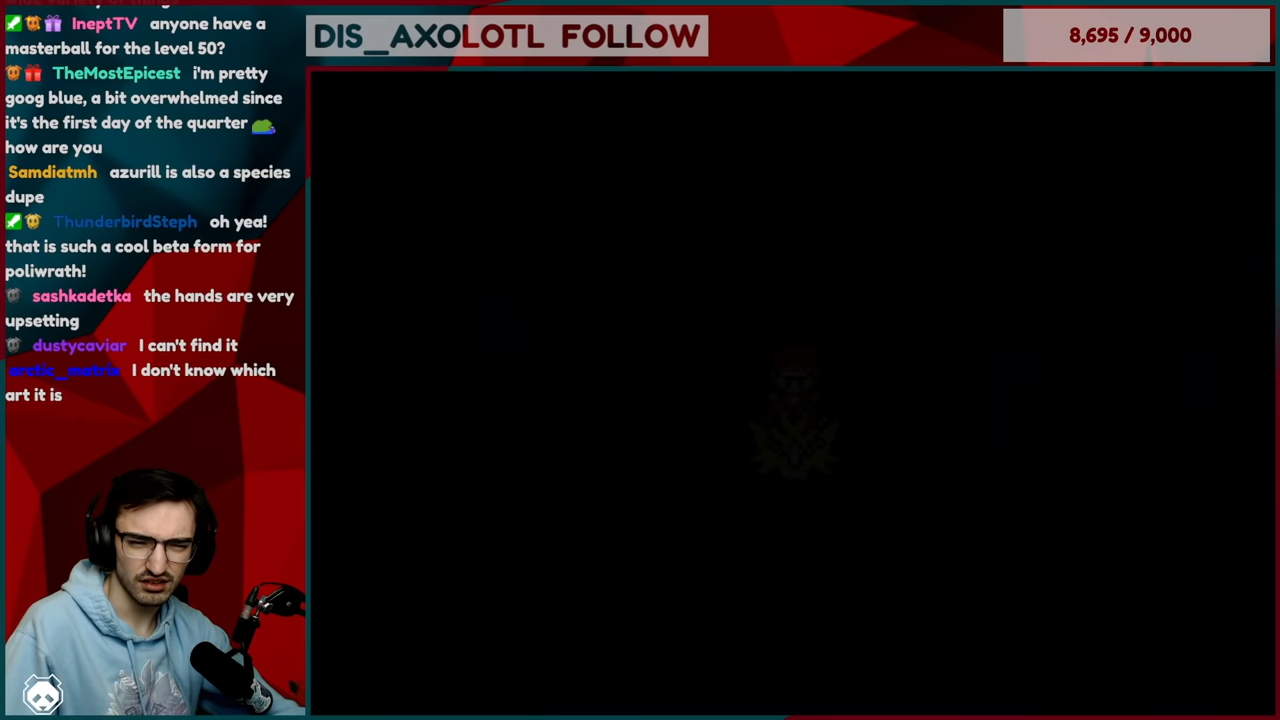 InepTTV anyone have a
masterball for the level 50?
TheMostEpicest i'm pretty
goog blue, a bit overwhelmed since
it's the first day of the quarter
how are you
Samdiatmh azurill is also a species
dupe
ThunderbirdSteph oh yea!
that is such a cool beta form for
poliwrath!
sashkadetka the hands are very
upsetting
dustycaviar I can't find it
arctic_matrix I don't know which
art it is
DIS_AXOLOTL FOLLOW
8,695 / 9,000